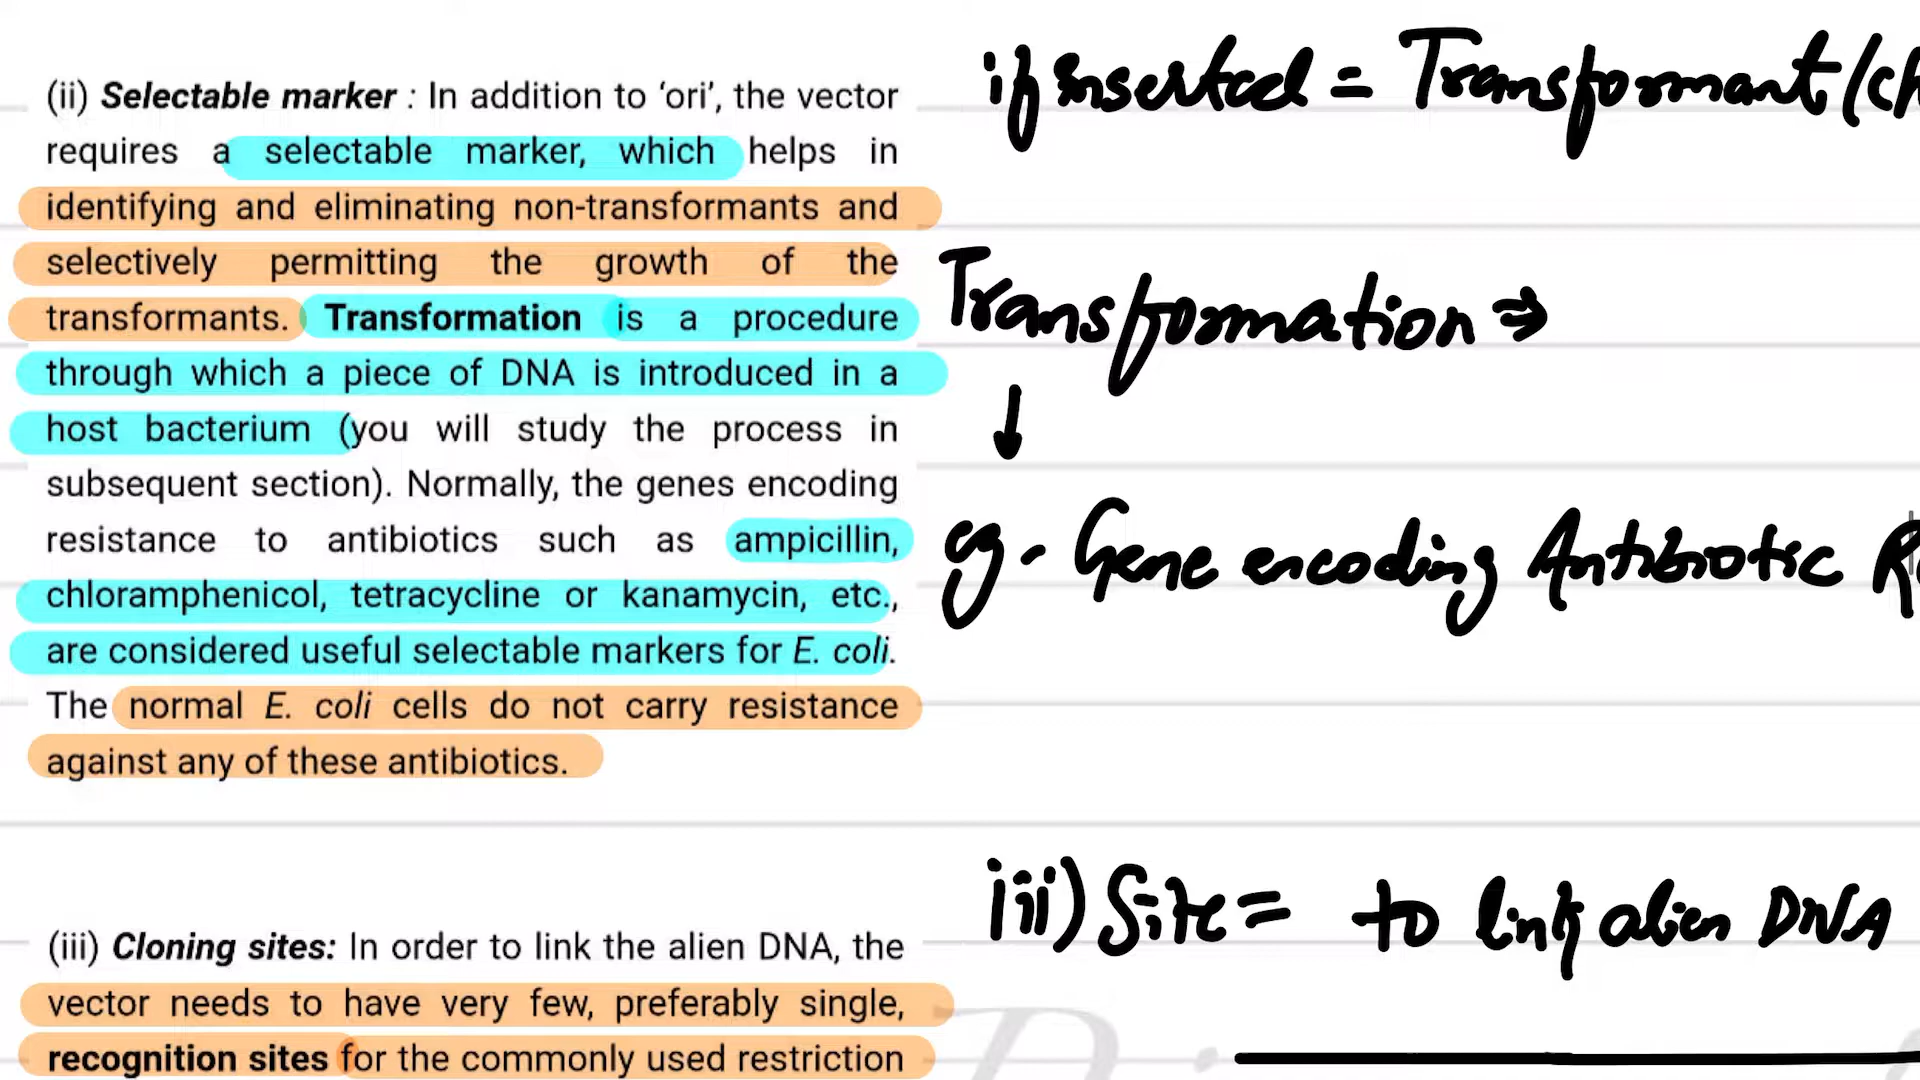 (ii) Selectable marker : In addition to ‘ori’, the vector
requires a selectable marker, which helps in
identifying and eliminating non-transformants and
selectively permitting the growth of the
transformants. Transformation is a procedure
through which a piece of DNA is introduced in a
host bacterium (you will study the process in
subsequent section). Normally, the genes encoding
resistance to antibiotics such as ampicillin,
chloramphenicol, tetracycline or kanamycin, etc.,
are considered useful selectable markers for E. coli.
The normal E. coli cells do not carry resistance
against any of these antibiotics.
(iii) Cloning sites: In order to link the alien DNA, the
vector needs to have very few, preferably single,
recognition sites for the commonly used restriction
if inserted = Transformant/
Transformation ⇒
↓
eg - Gene encoding Antibiotic
iii) Site = to link alien DNA